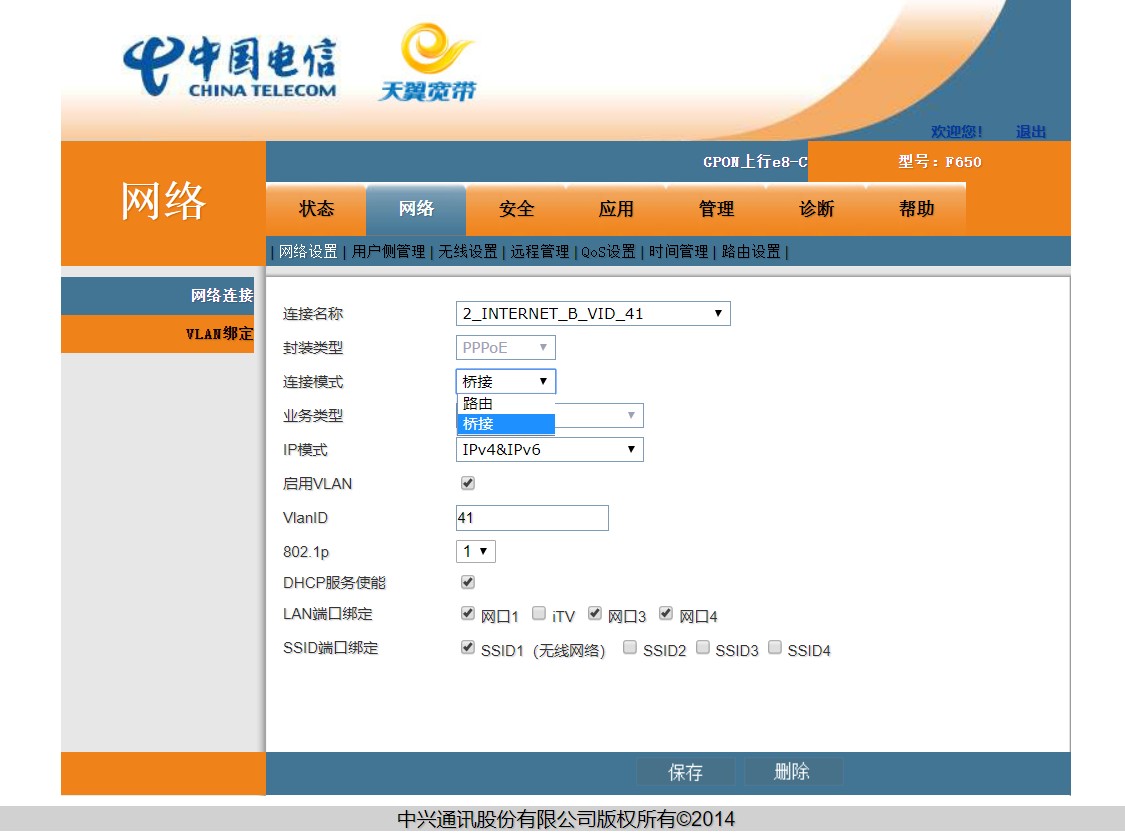 中国电信
CHINA TELECOM
天翼宽带
欢迎您! 退出
网络
GPON上行e8-C 型号：F650
状态 网络 安全 应用 管理 诊断 帮助
| 网络设置 | 用户侧管理 | 无线设置 | 远程管理 | QoS设置 | 时间管理 | 路由设置 |
网络连接
VLAN绑定
连接名称 2_INTERNET_B_VID_41
封装类型 PPPoE
连接模式 桥接
路由
业务类型 桥接
IP模式 IPv4&IPv6
启用VLAN
VlanID 41
802.1p 1
DHCP服务使能
LAN端口绑定 网口1 iTV 网口3 网口4
SSID端口绑定 SSID1（无线网络） SSID2 SSID3 SSID4
保存 删除
中兴通讯股份有限公司版权所有©2014